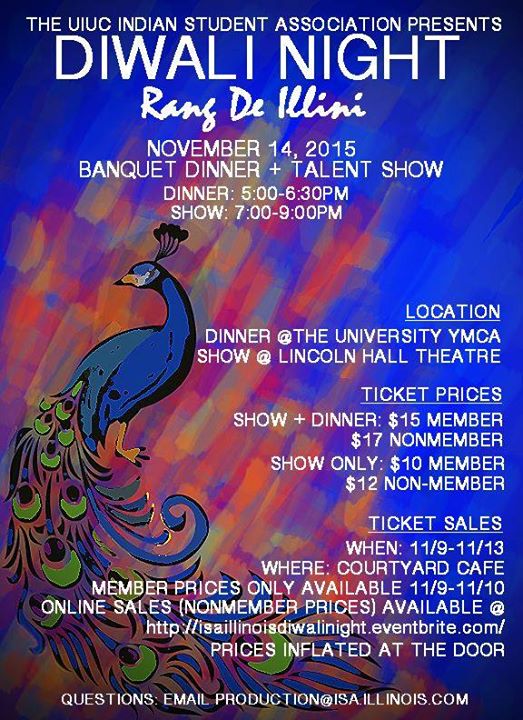 THE UIUC INDIAN STUDENT ASSOCIATION PRESENTS
DIWALI NIGHT
Rang De Illini
NOVEMBER 14, 2015
BANQUET DINNER + TALENT SHOW
DINNER: 5:00-6:30PM
SHOW: 7:00-9:00PM
LOCATION
DINNER @THE UNIVERSITY YMCA
SHOW @ LINCOLN HALL THEATRE
TICKET PRICES
SHOW + DINNER: $15 MEMBER
$17 NONMEMBER
SHOW ONLY: $10 MEMBER
$12 NON-MEMBER
TICKET SALES
WHEN: 11/9-11/13
WHERE: COURTYARD CAFE
MEMBER PRICES ONLY AVAILABLE 11/9-11/10
ONLINE SALES (NONMEMBER PRICES) AVAILABLE @
http://isaillinoisdiwalinight.eventbrite.com/
PRICES INFLATED AT THE DOOR
QUESTIONS: EMAIL PRODUCTION@ISA.ILLINOIS.COM